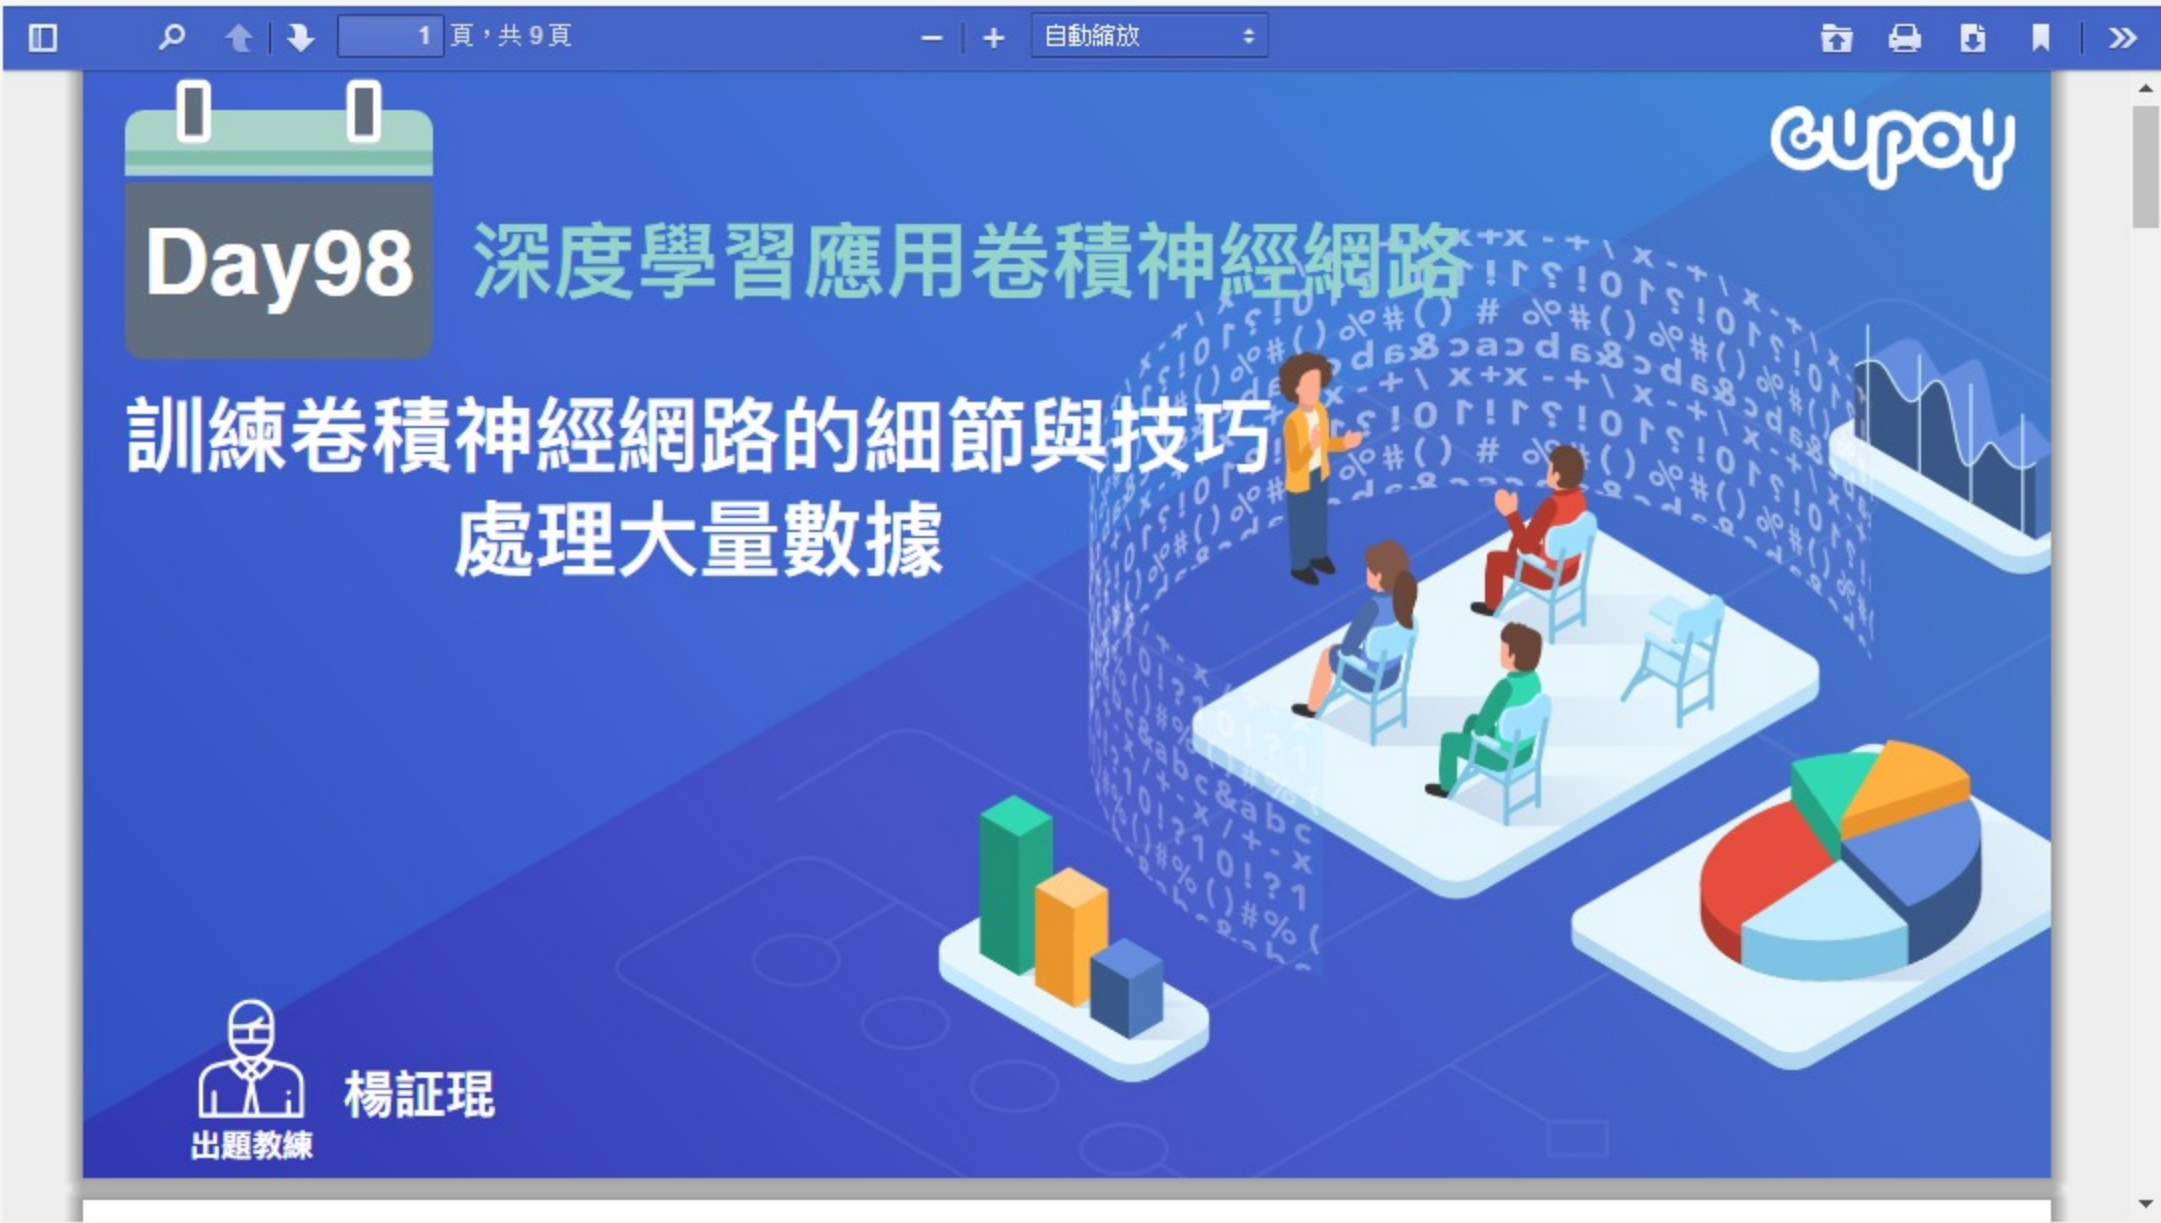 1 頁，共 9 頁
自動縮放
cupoy
Day98
深度學習應用卷積神經網路
訓練卷積神經網路的細節與技巧
處理大量數據
楊証琨
出題教練